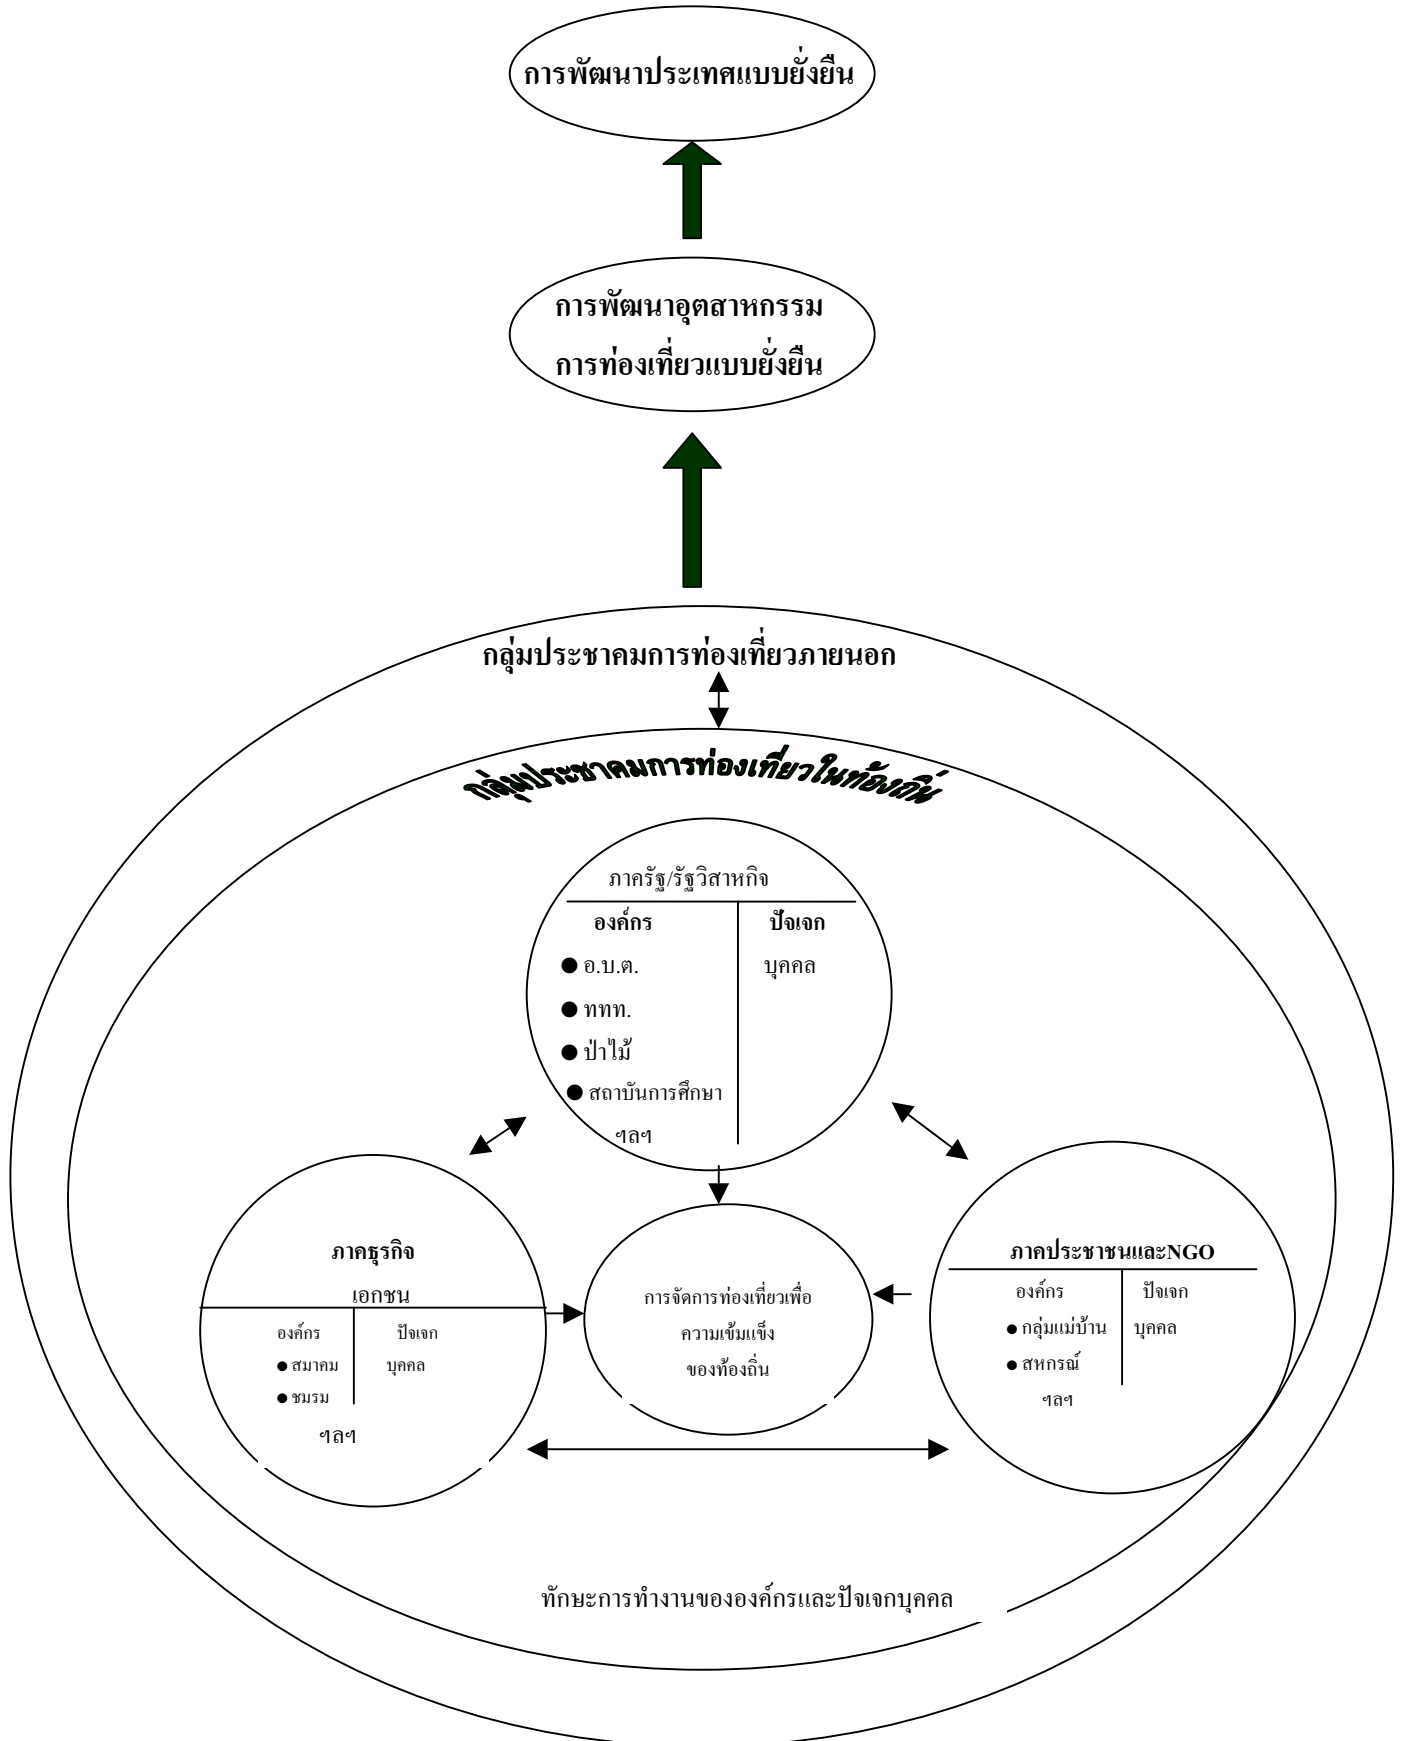 การพัฒนาประเทศแบบยั่งยืน
การพัฒนาอุตสาหกรรม
การท่องเที่ยวแบบยั่งยืน
กลุ่มประชาคมการท่องเที่ยวภายนอก
กลุ่มประชาคมการท่องเที่ยวในท้องถิ่น
ภาครัฐ/รัฐวิสาหกิจ
องค์กร ปัจเจก
● อ.บ.ต. บุคคล
● ททท.
● ป่าไม้
● สถาบันการศึกษา
ฯลฯ
ภาคธุรกิจ
เอกชน
องค์กร ปัจเจก
● สมาคม บุคคล
● ชมรม
ฯลฯ
การจัดการท่องเที่ยวเพื่อ
ความเข้มแข็ง
ของท้องถิ่น
ภาคประชาชนและNGO
องค์กร ปัจเจก
● กลุ่มแม่บ้าน บุคคล
● สหกรณ์
ฯลฯ
ทักษะการทำงานขององค์กรและปัจเจกบุคคล